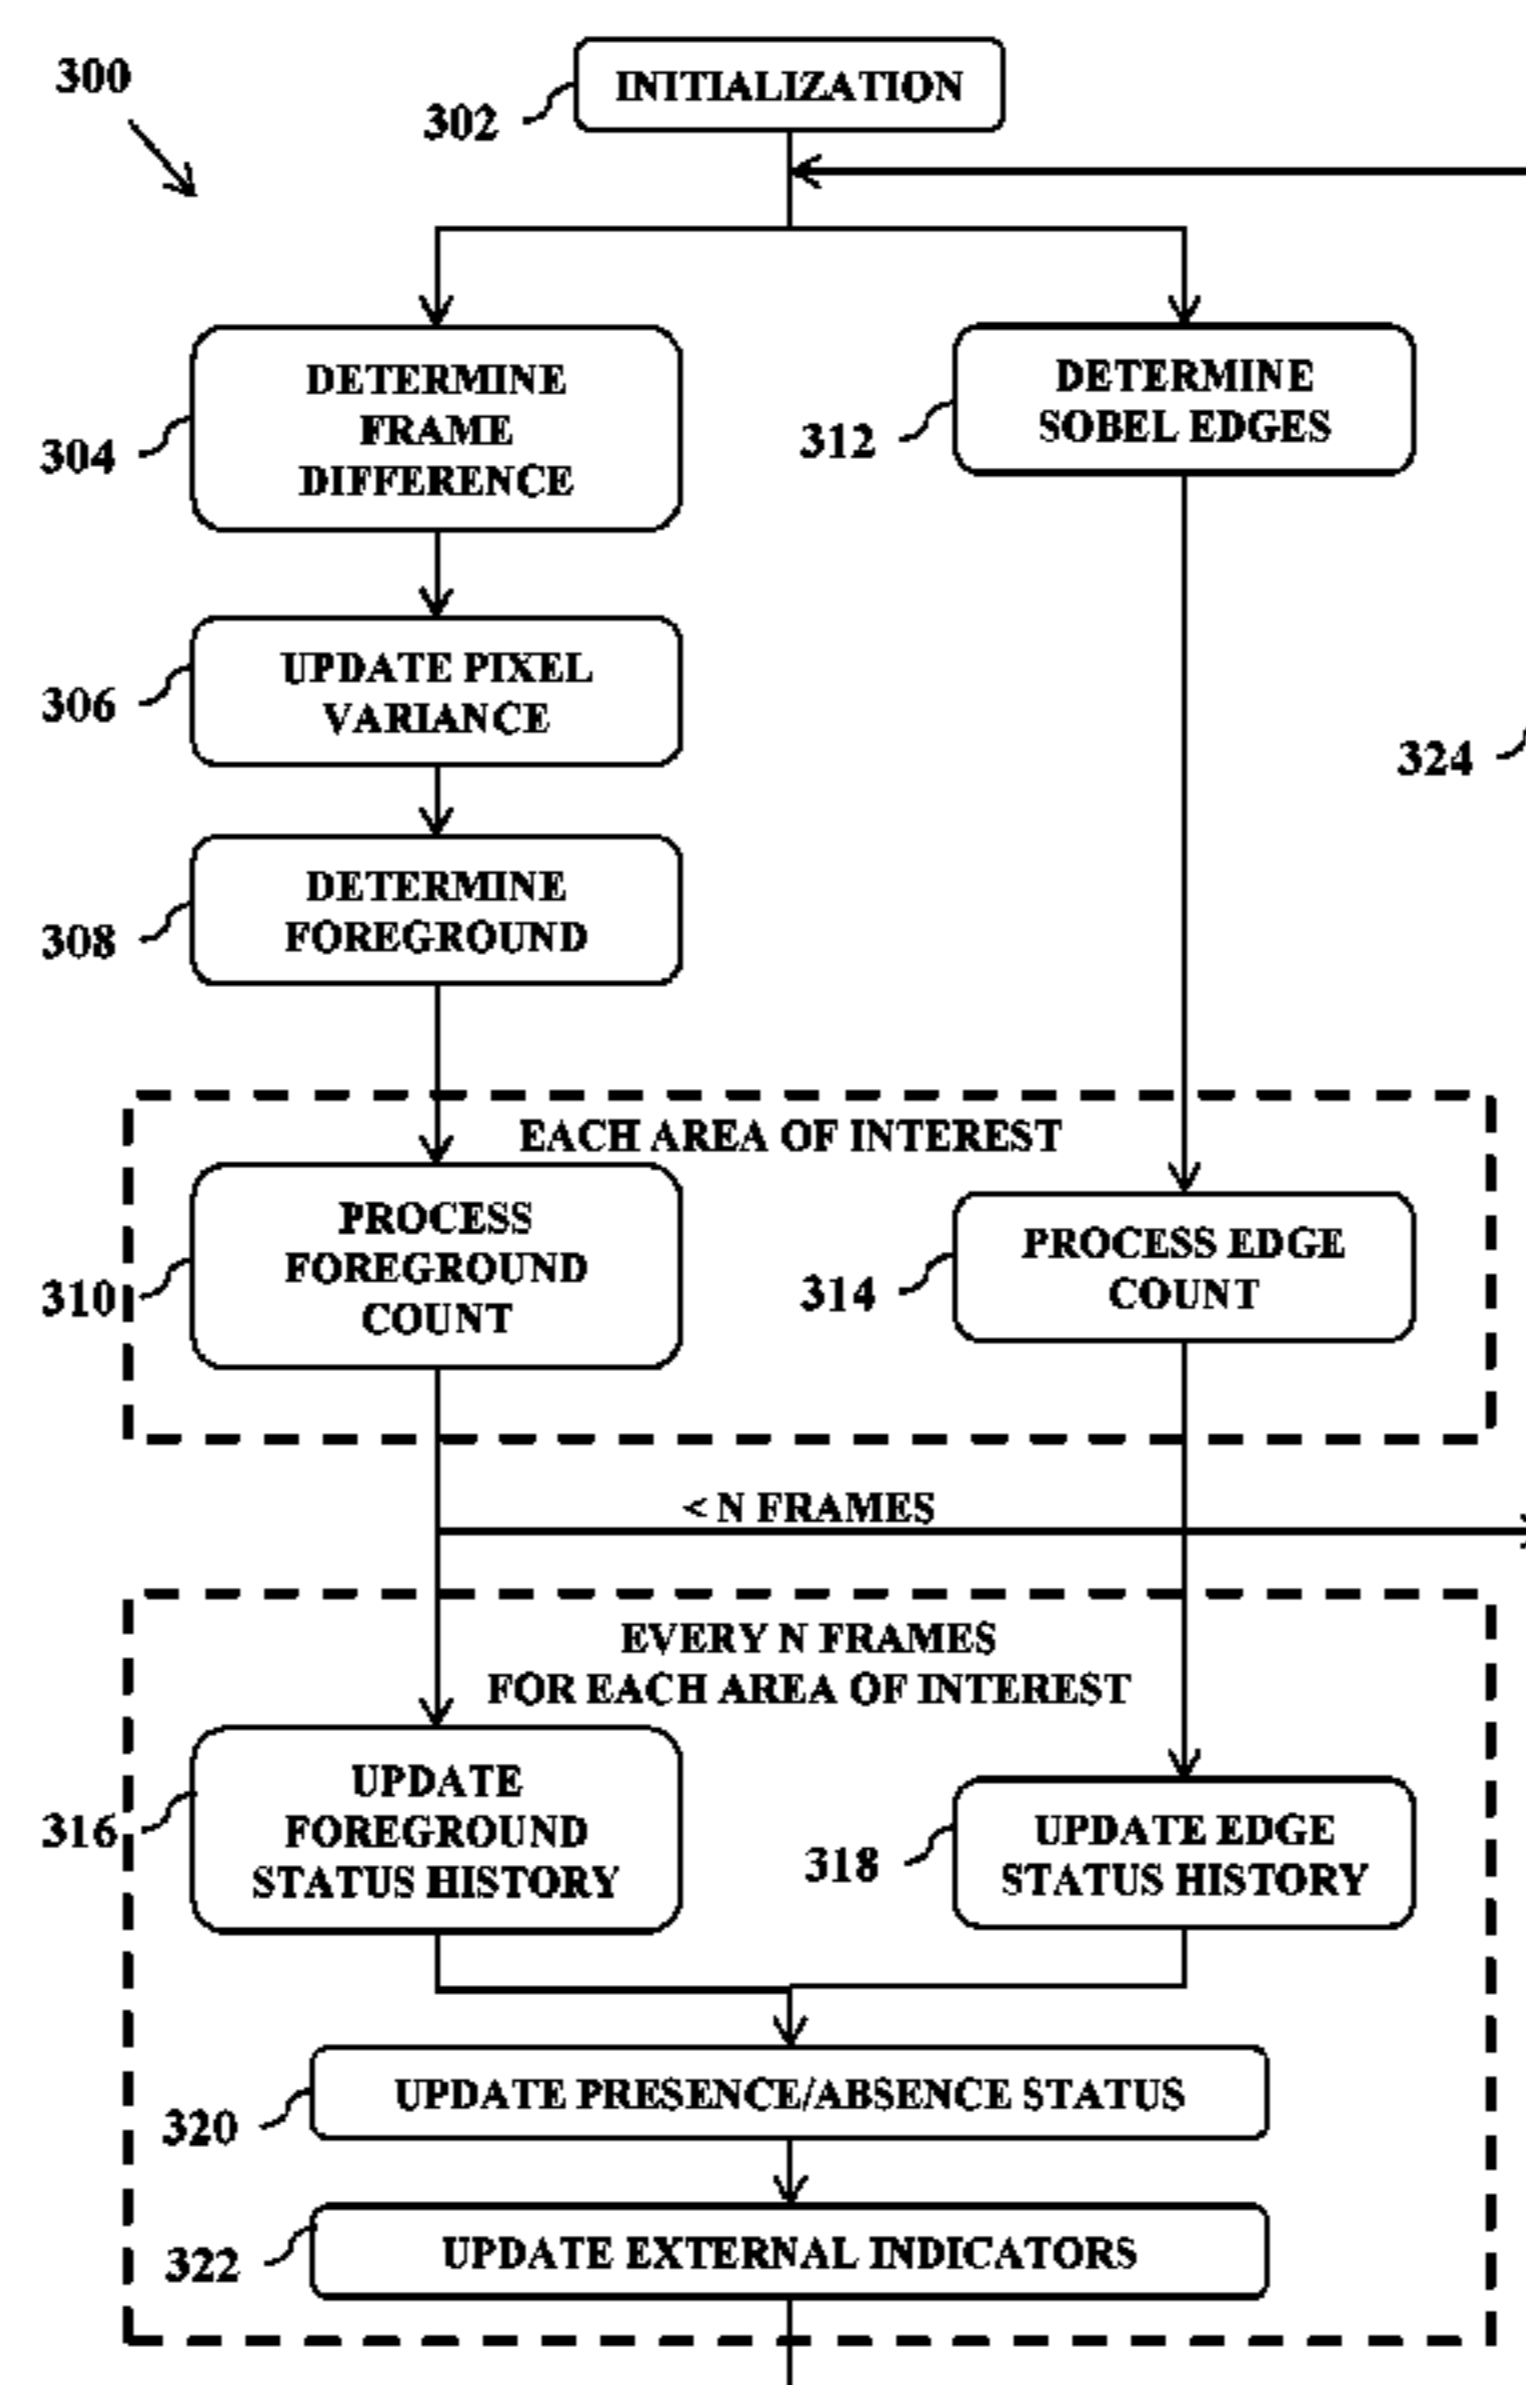 300
302
INITIALIZATION
304
DETERMINE
FRAME
DIFFERENCE
312
DETERMINE
SOBEL EDGES
306
UPDATE PIXEL
VARIANCE
324
308
DETERMINE
FOREGROUND
EACH AREA OF INTEREST
310
PROCESS
FOREGROUND
COUNT
314
PROCESS EDGE
COUNT
< N FRAMES
EVERY N FRAMES
FOR EACH AREA OF INTEREST
316
UPDATE
FOREGROUND
STATUS HISTORY
318
UPDATE EDGE
STATUS HISTORY
320
UPDATE PRESENCE/ABSENCE STATUS
322
UPDATE EXTERNAL INDICATORS